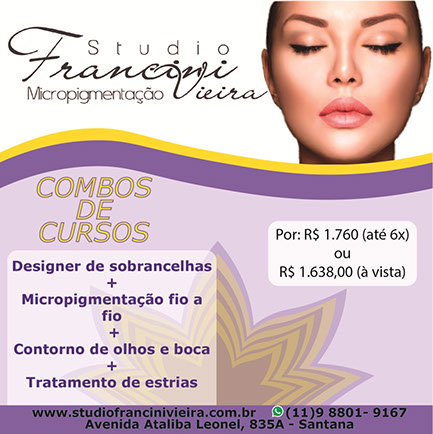 Studio
Francini
Micropigmentação Vieira
COMBOS
DE
CURSOS
Por: R$ 1.760 (até 6x)
ou
R$ 1.638,00 (à vista)
Designer de sobrancelhas
+
Micropigmentação fio a
fio
+
Contorno de olhos e boca
+
Tratamento de estrias
www.studiofrancinivieira.com.br (11)9 8801- 9167
Avenida Ataliba Leonel, 835A - Santana